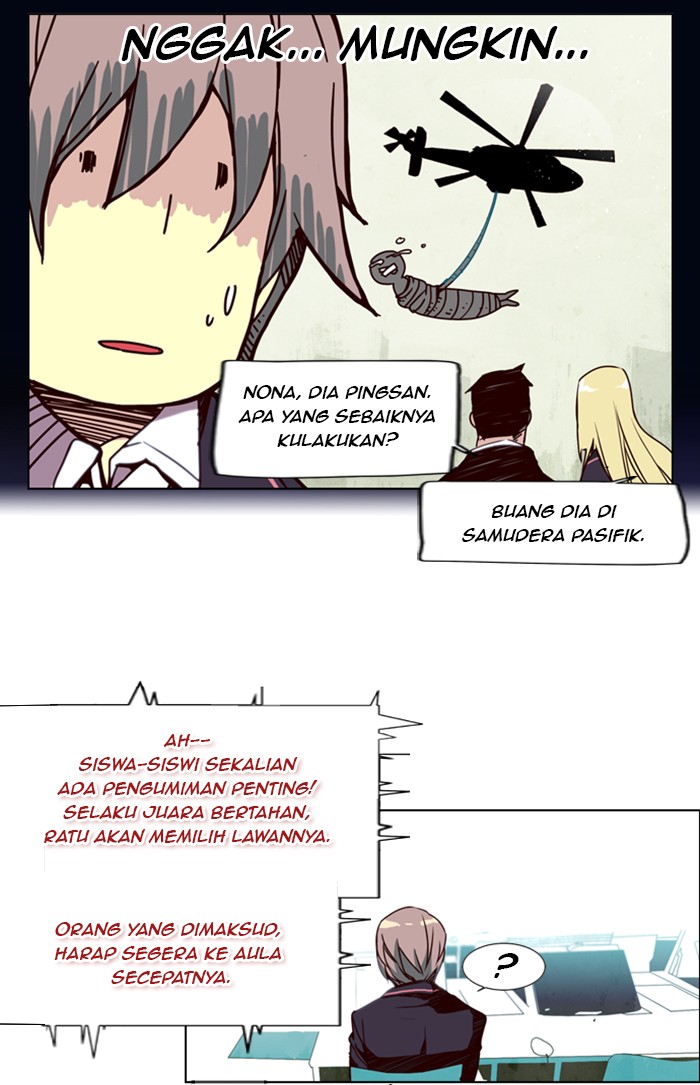 NGGAK... MUNGKIN...
NONA, DIA PINGSAN.
APA YANG SEBAIKNYA
KULAKUKAN?
BUANG DIA DI
SAMUDERA PASIFIK.
AH--
SISWA-SISWI SEKALIAN
ADA PENGUMIMAN PENTING!
SELAKU JUARA BERTAHAN,
RATU AKAN MEMILIH LAWANNYA.
ORANG YANG DIMAKSUD,
HARAP SEGERA KE AULA
SECEPATNYA.
?